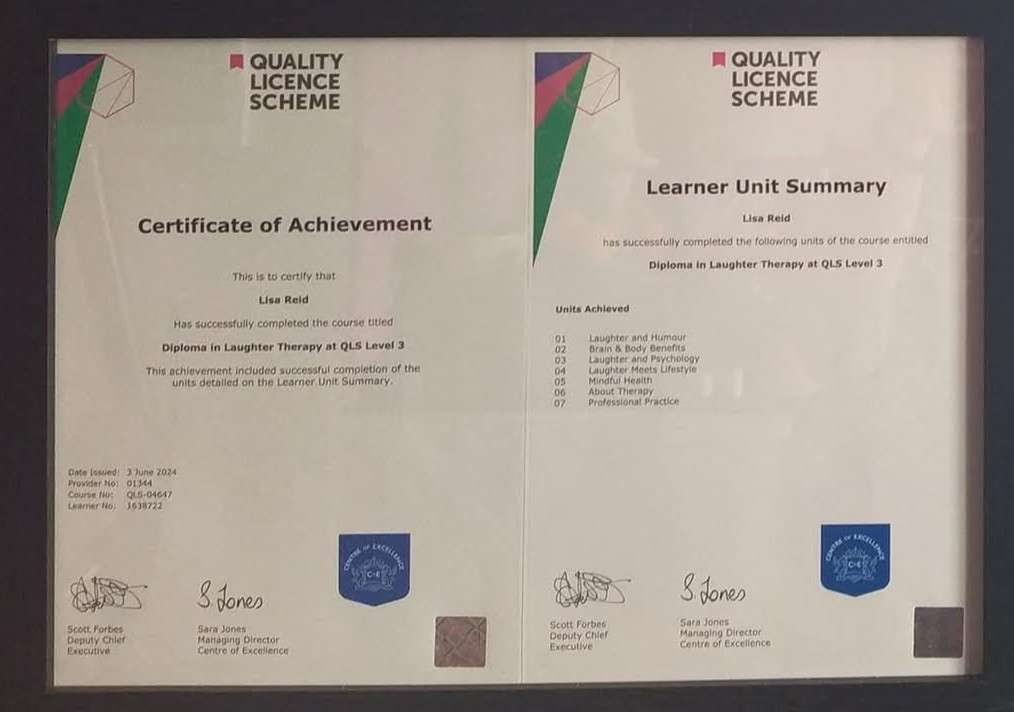 QUALITY
LICENCE
SCHEME
Certificate of Achievement
This is to certify that
Lisa Reid
Has successfully completed the course titled
Diploma in Laughter Therapy at QLS Level 3
This achievement included successful completion of the
units detailed on the Learner Unit Summary.
Date Issued: 3 June 2024
Provider No: 01344
Course No: QLS-04647
Learner No: 1638722
CENTRE OF EXCELLENCE
C•E
S. Jones
Scott Forbes
Deputy Chief
Executive
Sara Jones
Managing Director
Centre of Excellence
QUALITY
LICENCE
SCHEME
Learner Unit Summary
Lisa Reid
has successfully completed the following units of the course entitled
Diploma in Laughter Therapy at QLS Level 3
Units Achieved
01 Laughter and Humour
02 Brain & Body Benefits
03 Laughter and Psychology
04 Laughter Meets Lifestyle
05 Mindful Health
06 About Therapy
07 Professional Practice
CENTRE OF EXCELLENCE
C•E
S. Jones
Scott Forbes
Deputy Chief
Executive
Sara Jones
Managing Director
Centre of Excellence